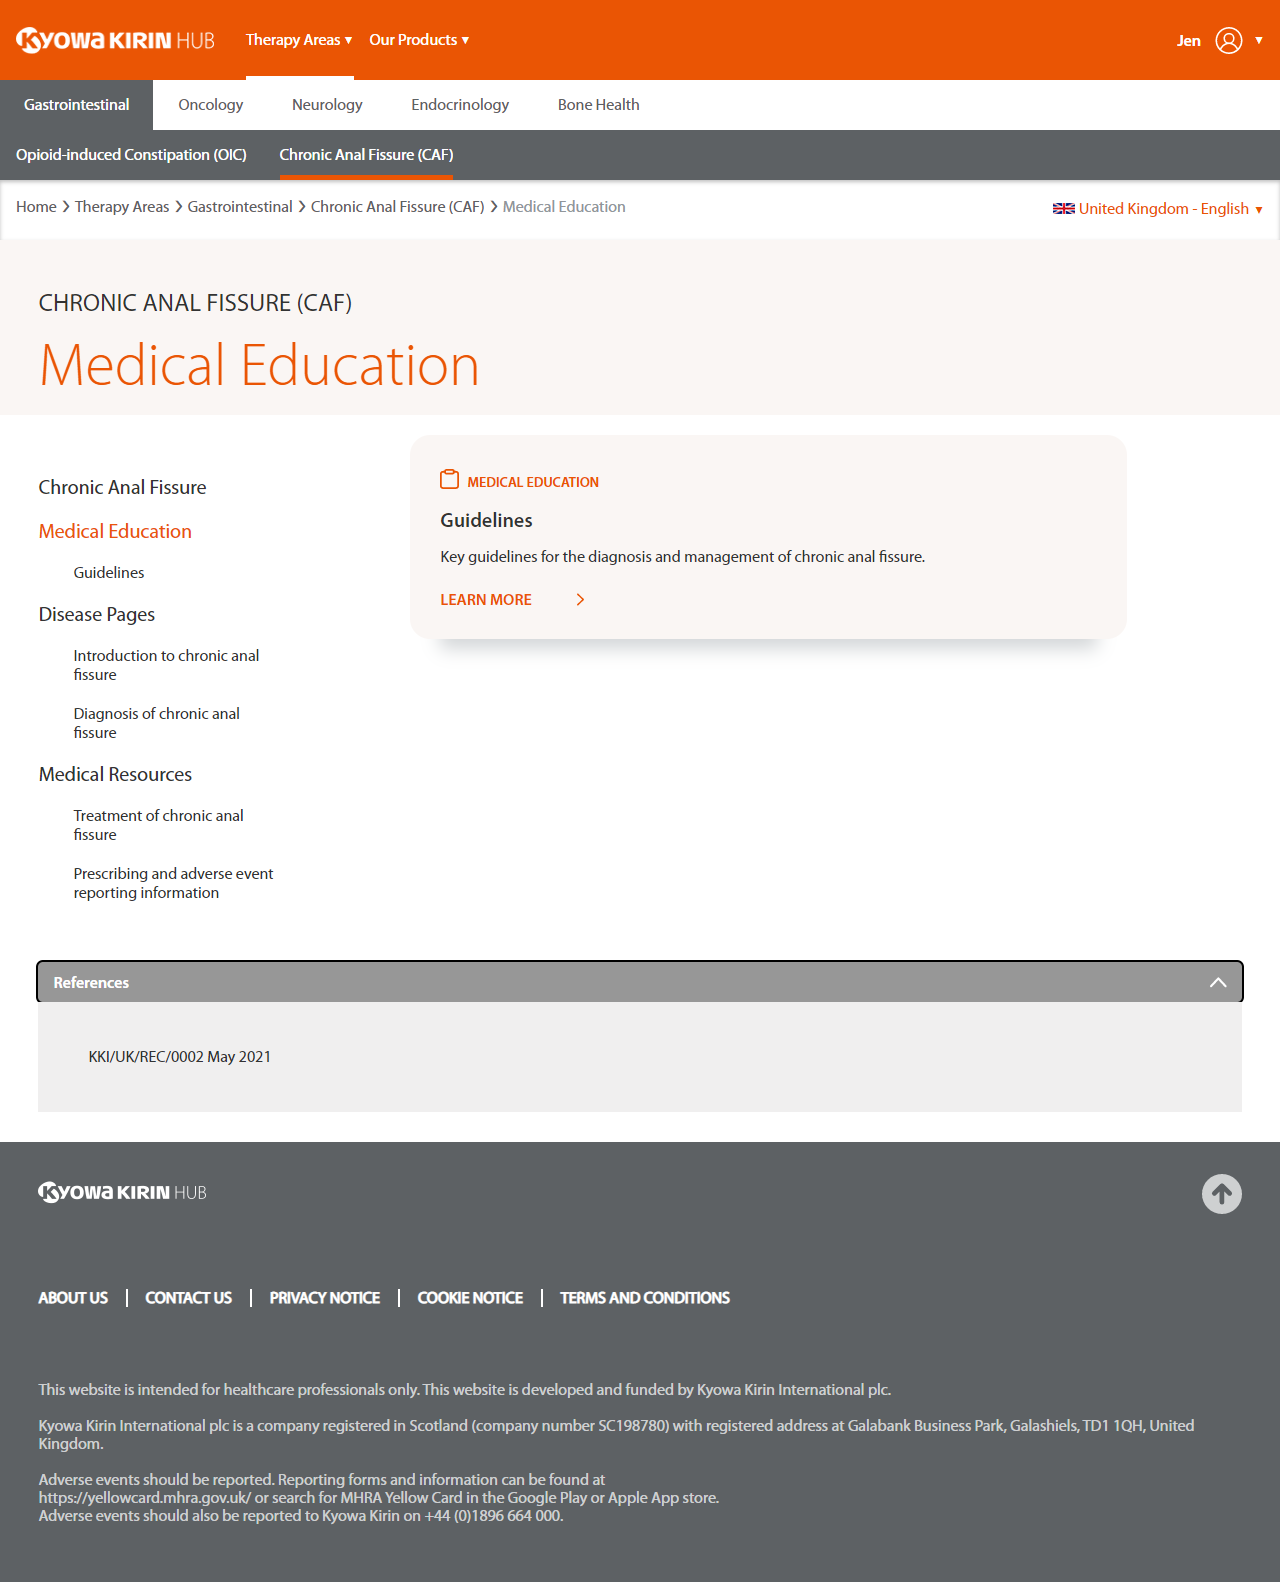 KYOWA KIRIN HUB
Therapy Areas ▼
Our Products ▼
Jen ▼
Gastrointestinal
Oncology
Neurology
Endocrinology
Bone Health
Opioid-induced Constipation (OIC)
Chronic Anal Fissure (CAF)
Home > Therapy Areas > Gastrointestinal > Chronic Anal Fissure (CAF) > Medical Education
United Kingdom - English ▼
CHRONIC ANAL FISSURE (CAF)
Medical Education
Chronic Anal Fissure
Medical Education
Guidelines
Disease Pages
Introduction to chronic anal
fissure
Diagnosis of chronic anal
fissure
Medical Resources
Treatment of chronic anal
fissure
Prescribing and adverse event
reporting information
MEDICAL EDUCATION
Guidelines
Key guidelines for the diagnosis and management of chronic anal fissure.
LEARN MORE
References
KKI/UK/REC/0002 May 2021
KYOWA KIRIN HUB
ABOUT US
CONTACT US
PRIVACY NOTICE
COOKIE NOTICE
TERMS AND CONDITIONS
This website is intended for healthcare professionals only. This website is developed and funded by Kyowa Kirin International plc.
Kyowa Kirin International plc is a company registered in Scotland (company number SC198780) with registered address at Galabank Business Park, Galashiels, TD1 1QH, United
Kingdom.
Adverse events should be reported. Reporting forms and information can be found at
https://yellowcard.mhra.gov.uk/ or search for MHRA Yellow Card in the Google Play or Apple App store.
Adverse events should also be reported to Kyowa Kirin on +44 (0)1896 664 000.